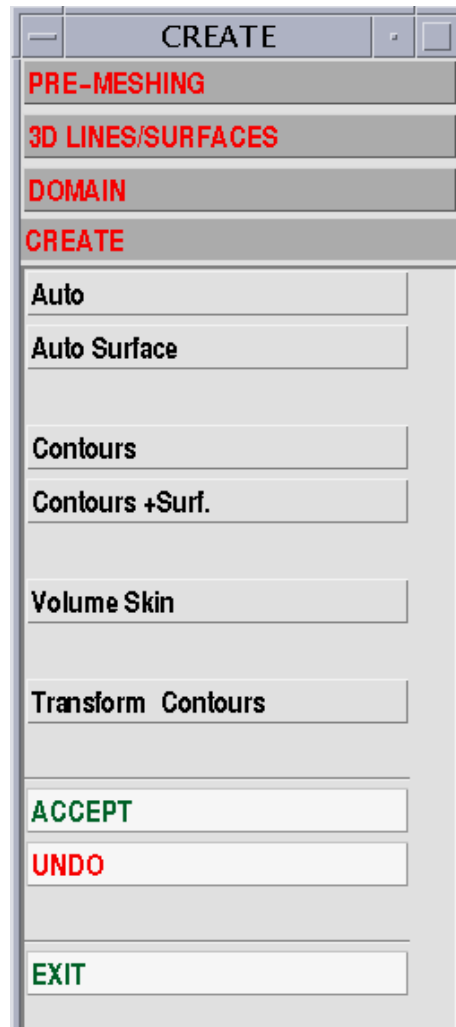 CREATE
PRE-MESHING
3D LINES/SURFACES
DOMAIN
CREATE
Auto
Auto Surface
Contours
Contours +Surf.
Volume Skin
Transform Contours
ACCEPT
UNDO
EXIT